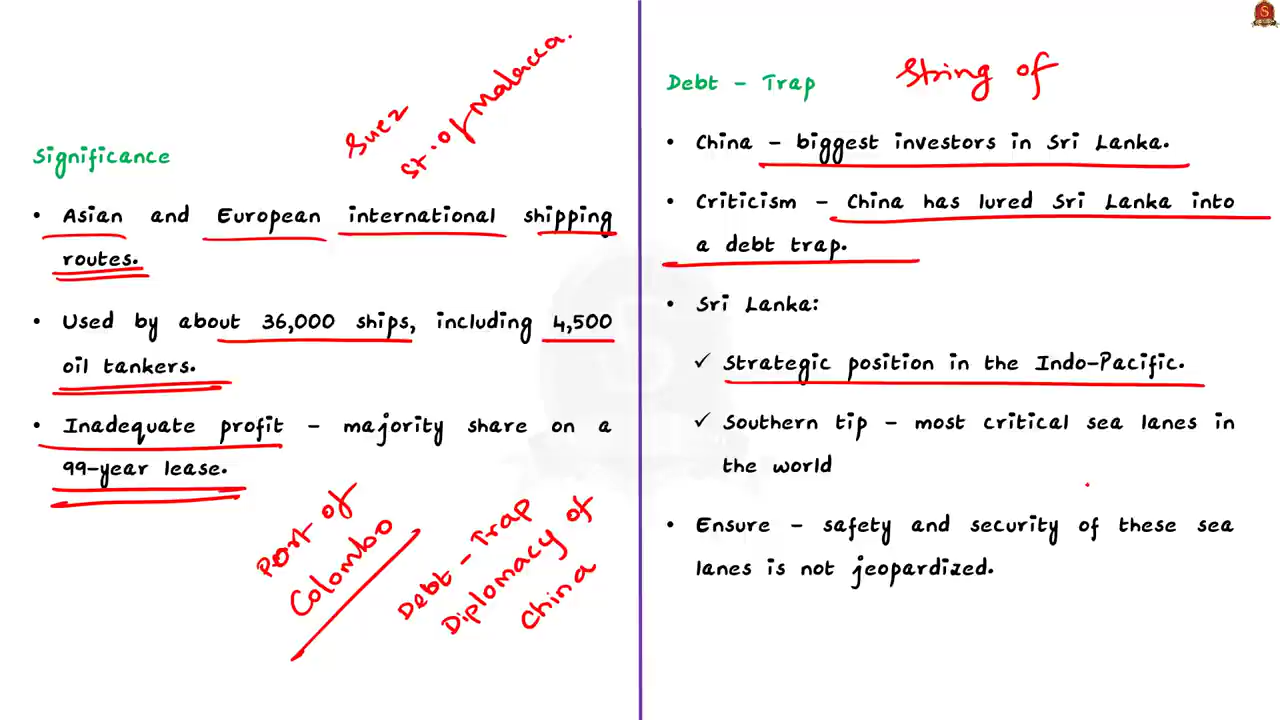 Suez
St. of Malacca.
Significance
• Asian and European international shipping
routes.
• Used by about 36,000 ships, including 4,500
oil tankers.
• Inadequate profit – majority share on a
99-year lease.
Port of
Colombo
Debt - Trap
Diplomacy of
China
Debt – Trap
String of
• China – biggest investors in Sri Lanka.
• Criticism – China has lured Sri Lanka into
a debt trap.
• Sri Lanka:
✓ Strategic position in the Indo-Pacific.
✓ Southern tip – most critical sea lanes in
the world
• Ensure – safety and security of these sea
lanes is not jeopardized.